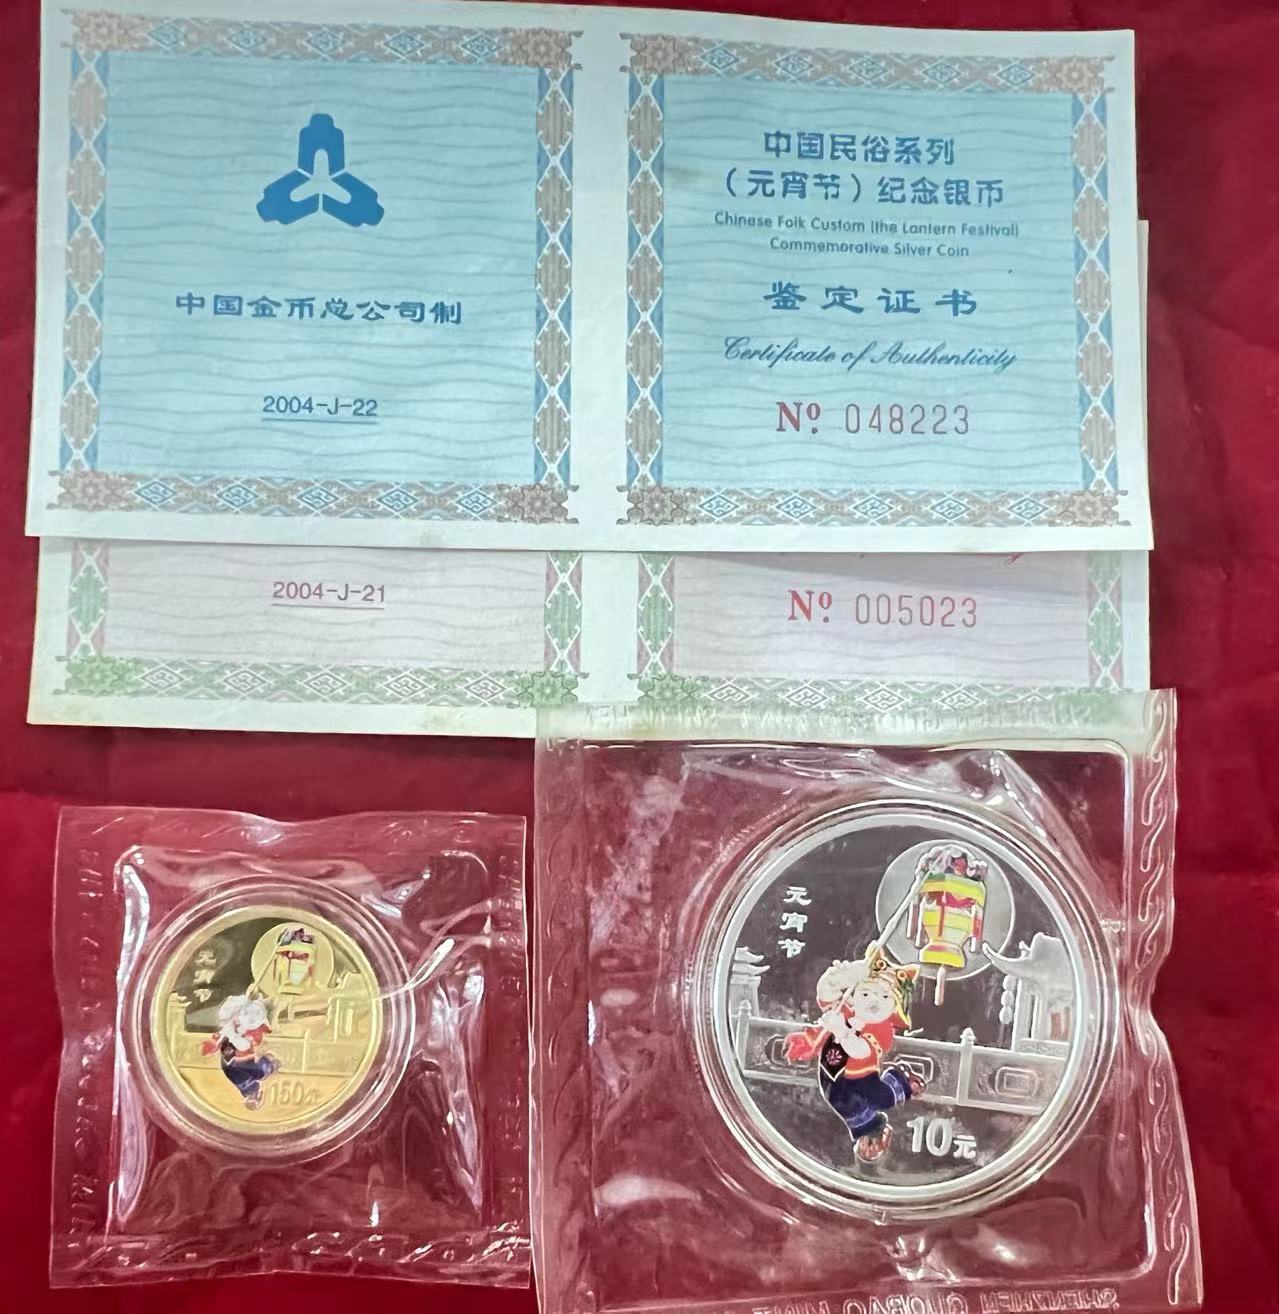 中国金币总公司制
2004-J-22
中国民俗系列
（元宵节）纪念银币
Chinese Folk Custom (the Lantern Festival)
Commemorative Silver Coin
鉴定证书
Certificate of Authenticity
Nº 048223
2004-J-21
Nº 005023
元宵节
150元
元宵节
10元